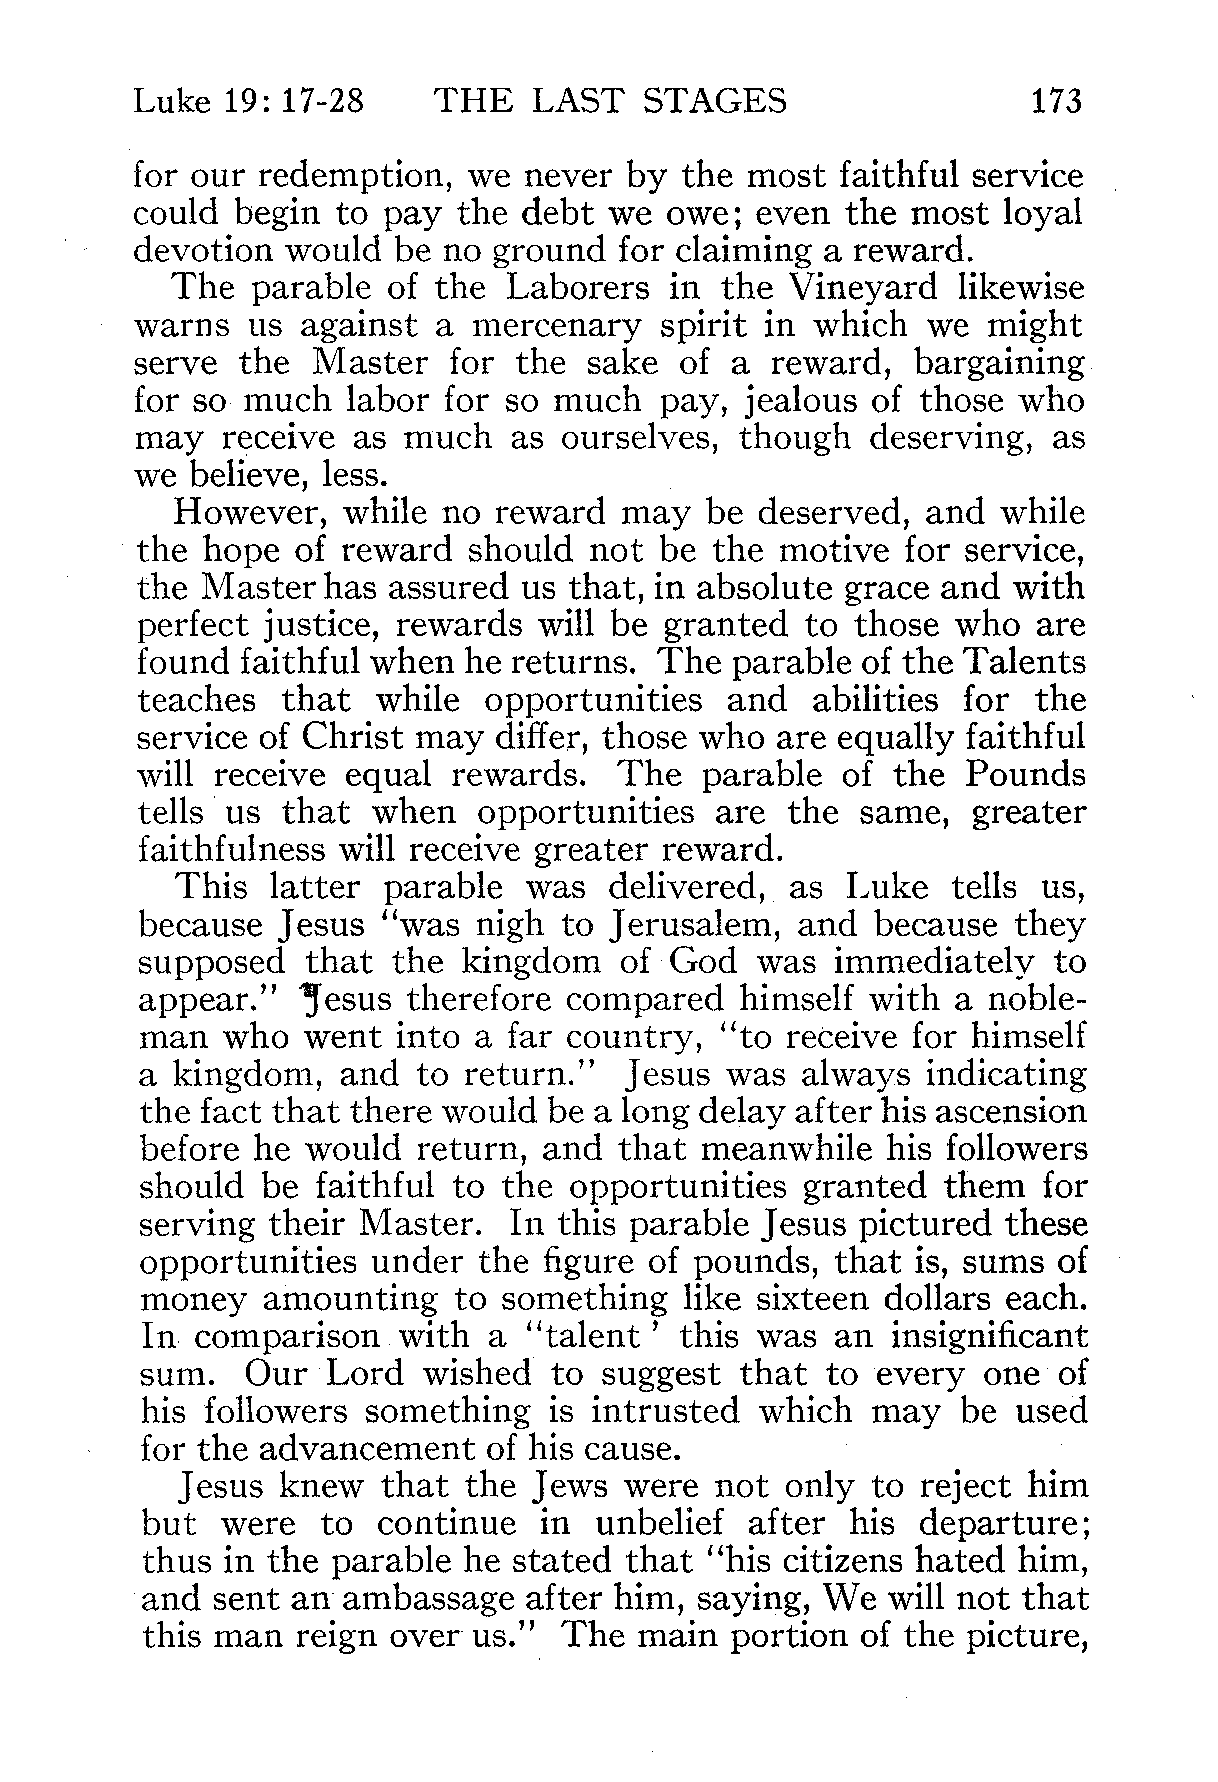 Luke 19: 17-28 THE LAST STAGES 173
for our redemption, we never by the most faithful service
could begin to pay the debt we owe; even the most loyal
devotion would be no ground for claiming a reward.
The parable of the Laborers in the Vineyard likewise
warns us against a mercenary spirit in which we might
serve the Master for the sake of a reward, bargaining
for so much labor for so much pay, jealous of those who
may receive as much as ourselves, though deserving, as
we believe, less.
However, while no reward may be deserved, and while
the hope of reward should not be the motive for service,
the Master has assured us that, in absolute grace and with
perfect justice, rewards will be granted to those who are
found faithful when he returns. The parable of the Talents
teaches that while opportunities and abilities for the
service of Christ may differ, those who are equally faithful
will receive equal rewards. The parable of the Pounds
tells us that when opportunities are the same, greater
faithfulness will receive greater reward.
This latter parable was delivered, as Luke tells us,
because Jesus "was nigh to Jerusalem, and because they
supposed that the kingdom of God was immediately to
appear." Jesus therefore compared himself with a noble-
man who went into a far country, "to receive for himself
a kingdom, and to return." Jesus was always indicating
the fact that there would be a long delay after his ascension
before he would return, and that meanwhile his followers
should be faithful to the opportunities granted them for
serving their Master. In this parable Jesus pictured these
opportunities under the figure of pounds, that is, sums of
money amounting to something like sixteen dollars each.
In comparison with a "talent' this was an insignificant
sum. Our Lord wished to suggest that to every one of
his followers something is intrusted which may be used
for the advancement of his cause.
Jesus knew that the Jews were not only to reject him
but were to continue in unbelief after his departure;
thus in the parable he stated that "his citizens hated him,
and sent an ambassage after him, saying, We will not that
this man reign over us." The main portion of the picture,